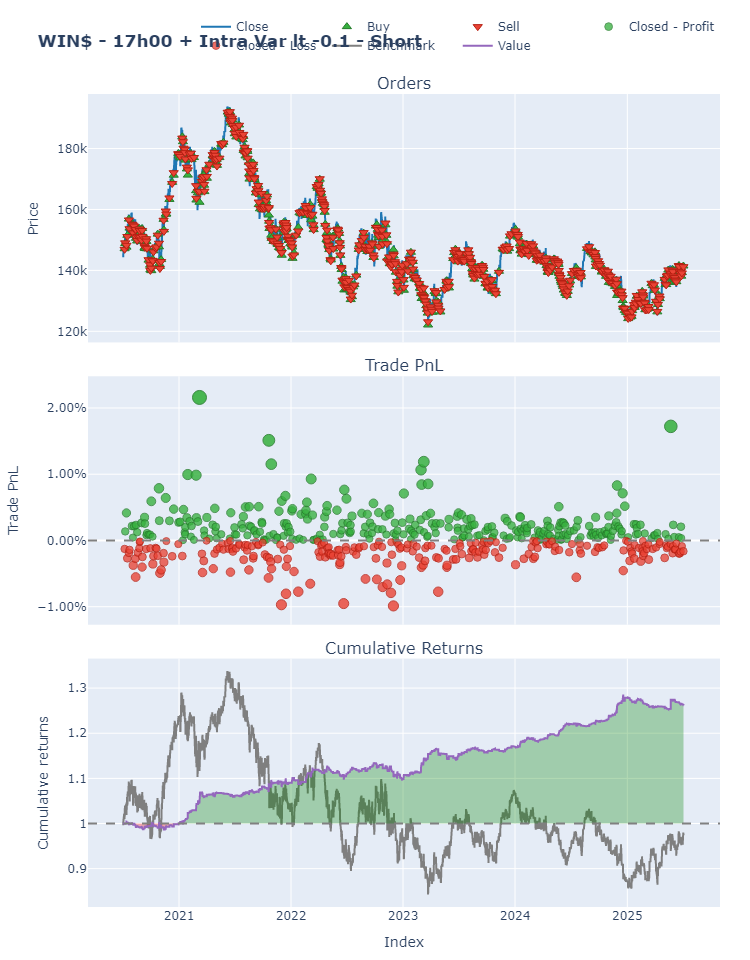 Close Buy Sell Closed - Profit
WIN$ - 17h00 + Intra Var lt -0.1 - Short
Closed - Loss Benchmark Value
Orders
180k
160k
140k
120k
Price
Trade PnL
2.00%
1.00%
0.00%
−1.00%
Trade PnL
Cumulative Returns
1.3
1.2
1.1
1
0.9
Cumulative returns
2021 2022 2023 2024 2025
Index